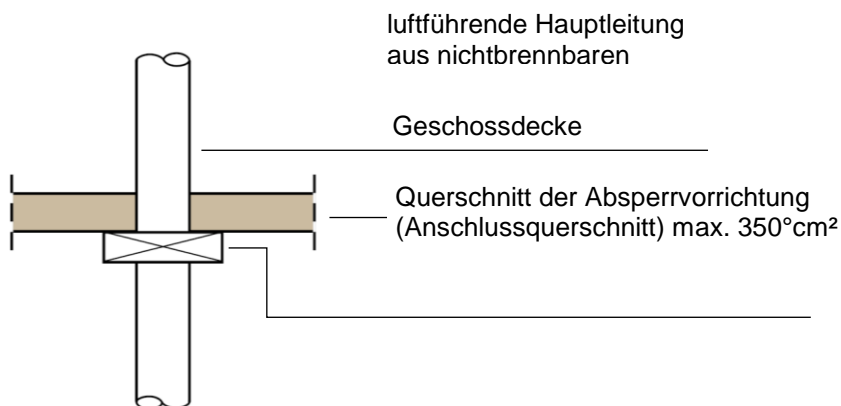 luftführende Hauptleitung
aus nichtbrennbaren
Geschossdecke
Querschnitt der Absperrvorrichtung
(Anschlussquerschnitt) max. 350°cm²